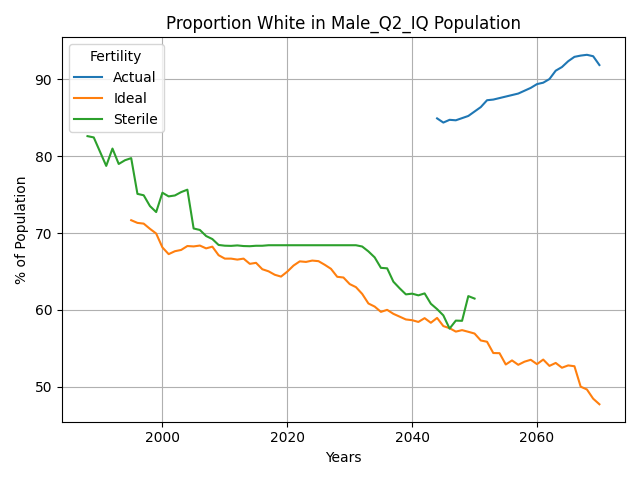 Proportion White in Male_Q2_IQ Population
Fertility
Actual
Ideal
Sterile
% of Population
90
80
70
60
50
2000
2020
2040
2060
Years